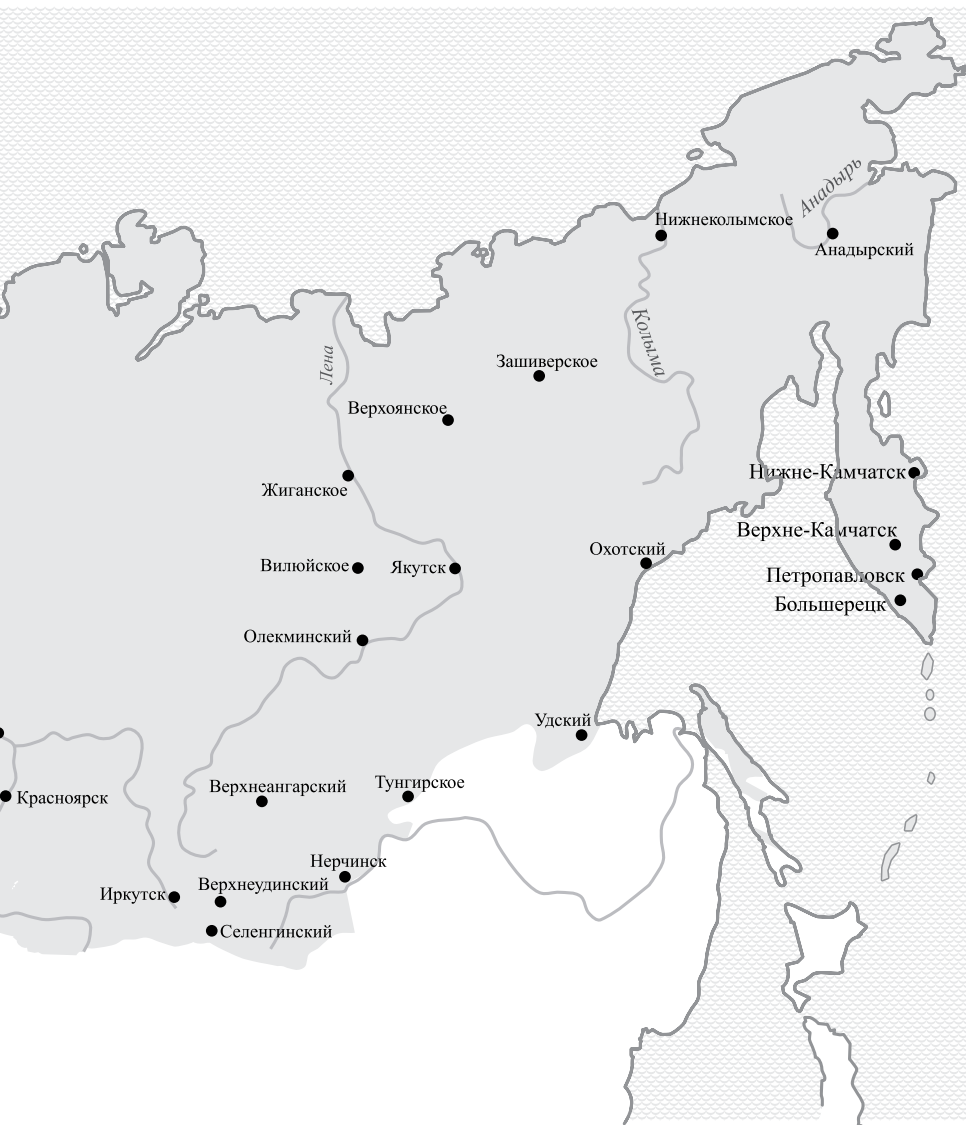 Анадырь
Нижнеколымское
Анадырский
Колыма
Лена
Зашиверское
Верхоянское
Нижне-Камчатск
Жиганское
Верхне-Камчатск
Охотский
Вилюйское
Якутск
Петропавловск
Большерецк
Олекминский
Удский
Тунгирское
Верхнеангарский
Красноярск
Нерчинск
Верхнеудинский
Иркутск
Селенгинский